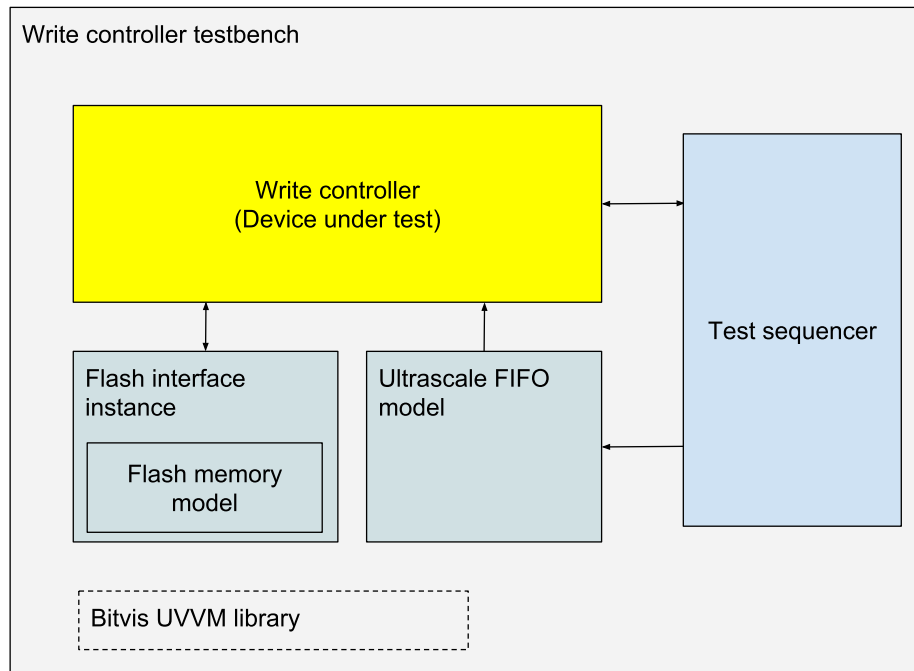 Write controller testbench
Write controller
(Device under test)
Test sequencer
Flash interface
instance
Flash memory
model
Ultrascale FIFO
model
Bitvis UVVM library